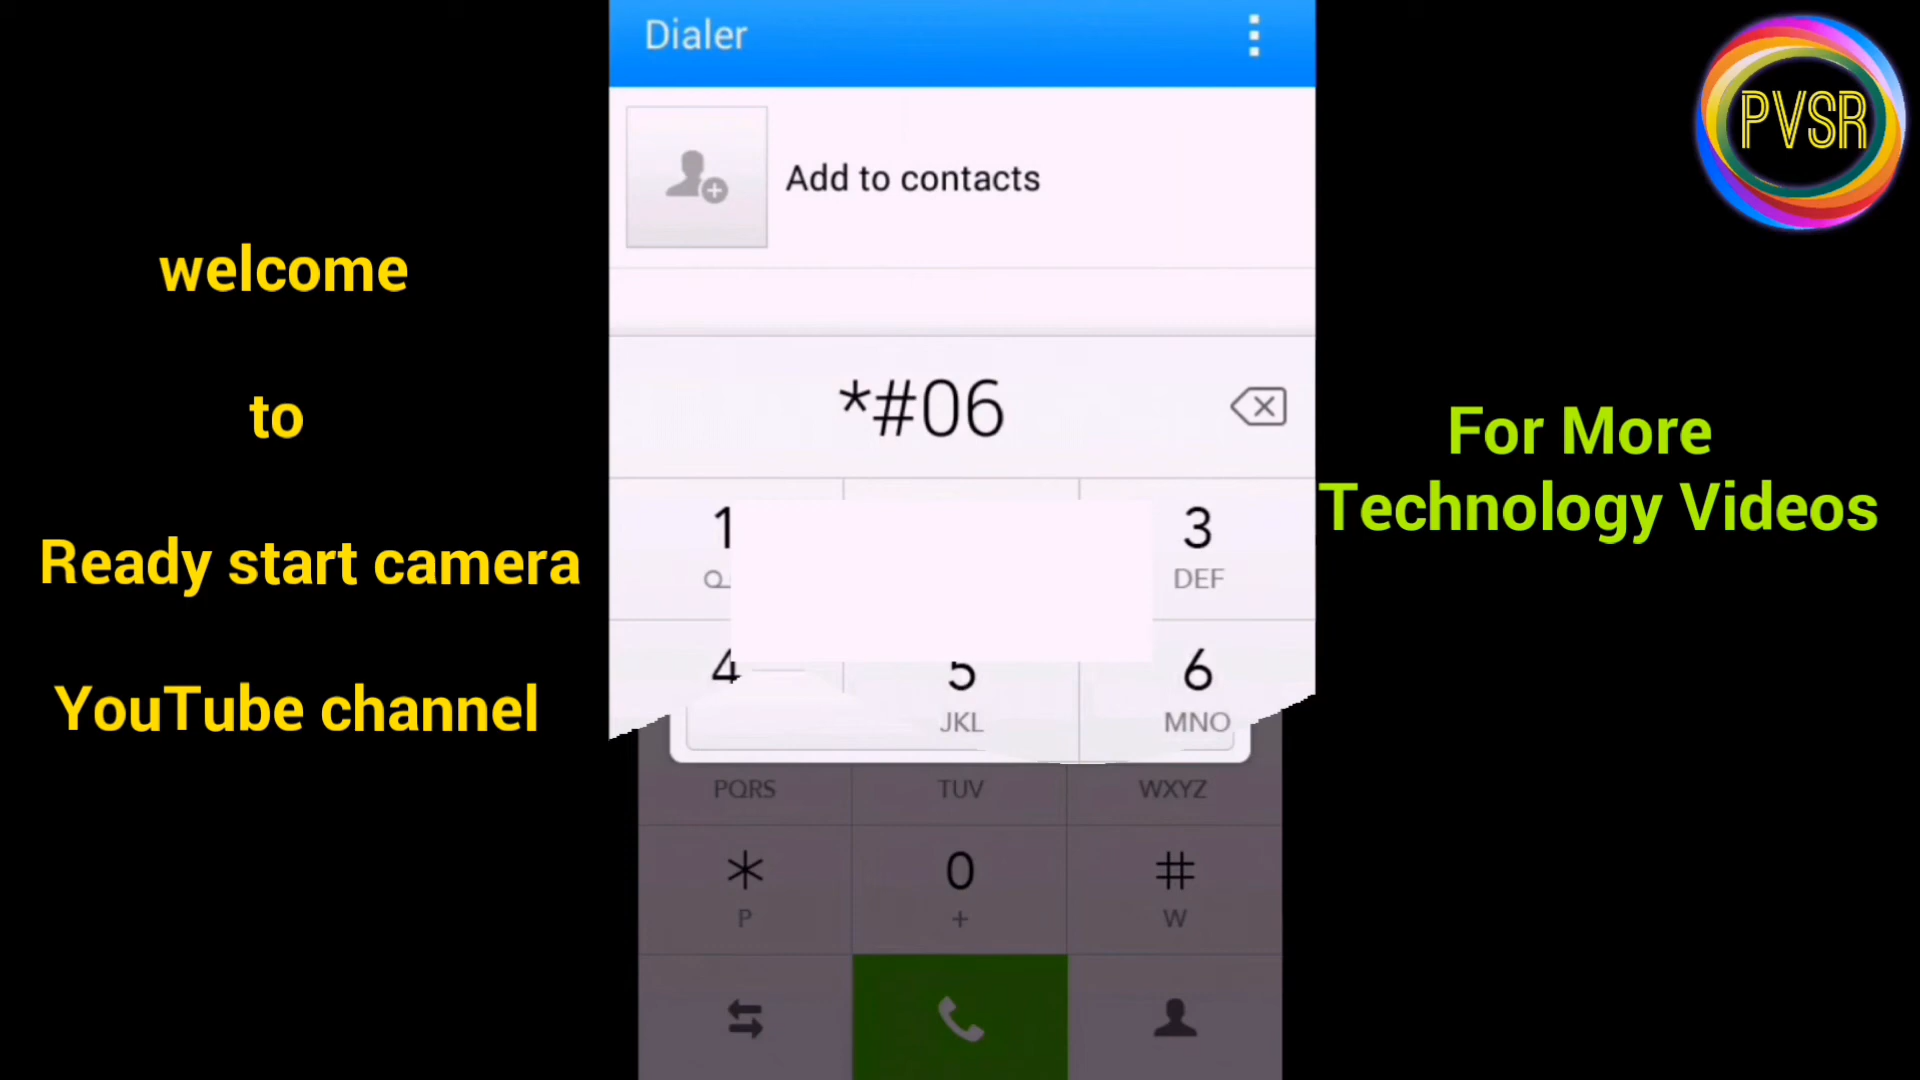 Dialer
PVSR
Add to contacts
welcome
to
Ready start camera
YouTube channel
*#06
For More
Technology Videos
1
3
DEF
4
5
6
JKL
MNO
PQRS
TUV
WXYZ
*
0
#
P
+
W